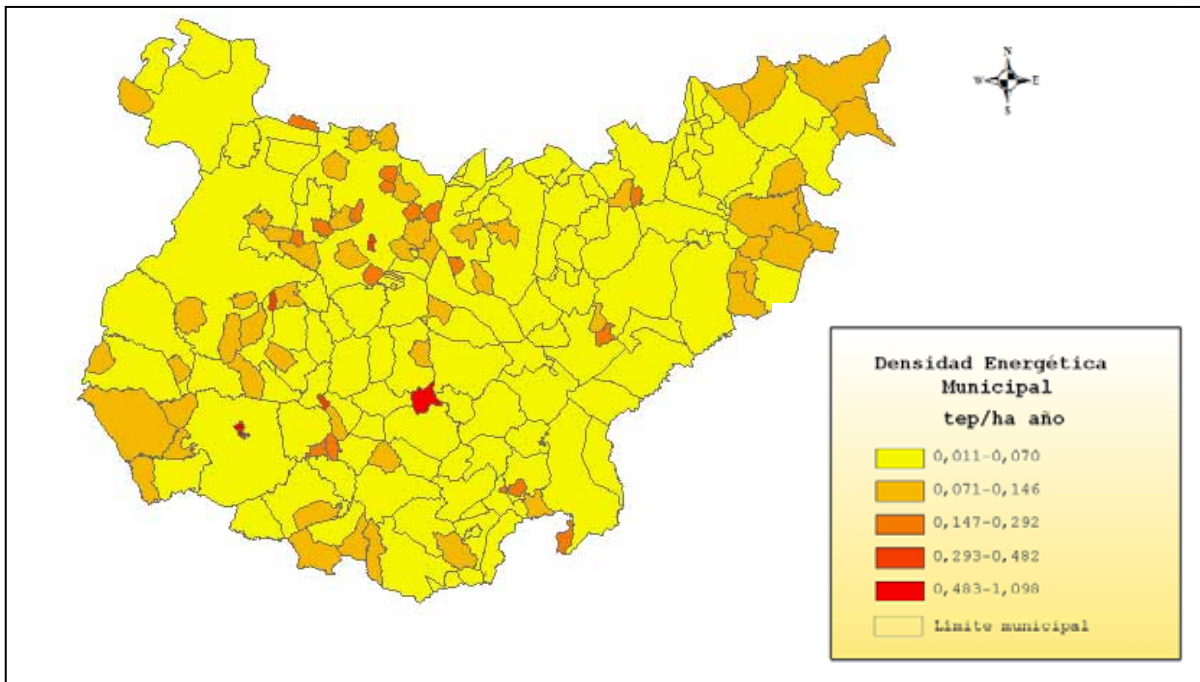 N
W E
S
Densidad Energética
Municipal
tep/ha año
0,011-0,070
0,071-0,146
0,147-0,292
0,293-0,482
0,483-1,098
Límite municipal